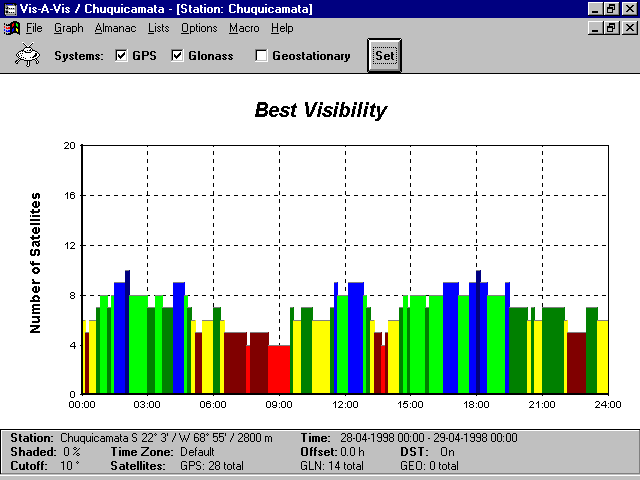 Vis-A-Vis / Chuquicamata - [Station: Chuquicamata]
File Graph Almanac Lists Options Macro Help
Systems: GPS Glonass Geostationary Set
Best Visibility
Number of Satellites
20
16
12
8
4
0
00:00 03:00 06:00 09:00 12:00 15:00 18:00 21:00 24:00
Station: Chuquicamata S 22° 3' / W 68° 55' / 2800 m Time: 28-04-1998 00:00 - 29-04-1998 00:00
Shaded: 0 % Time Zone: Default Offset: 0.0 h DST: On
Cutoff: 10 ° Satellites: GPS: 28 total GLN: 14 total GEO: 0 total